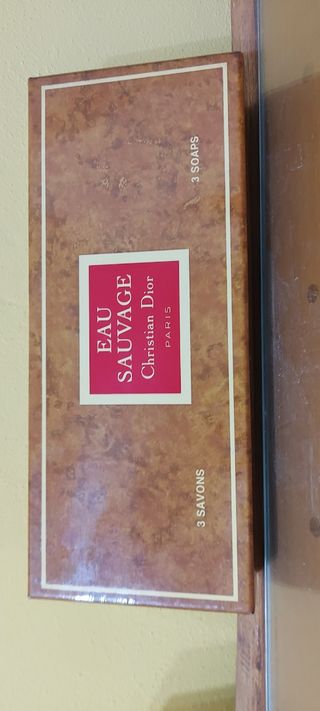 EAU
SAUVAGE
Christian Dior
PARIS
3 SAVONS
3 SOAPS